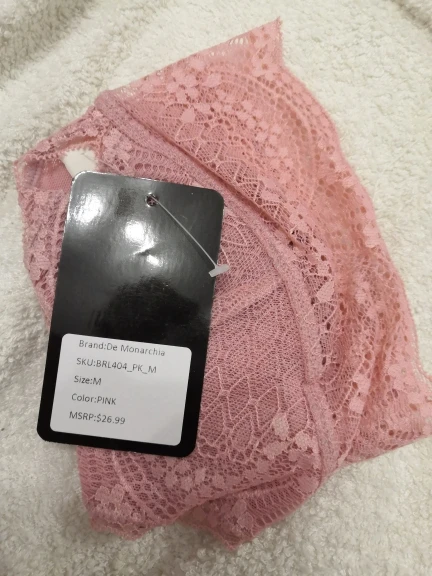 Brand:De Monarchia
SKU:BRL404_PK_M
Size:M
Color:PINK
MSRP:$26.99